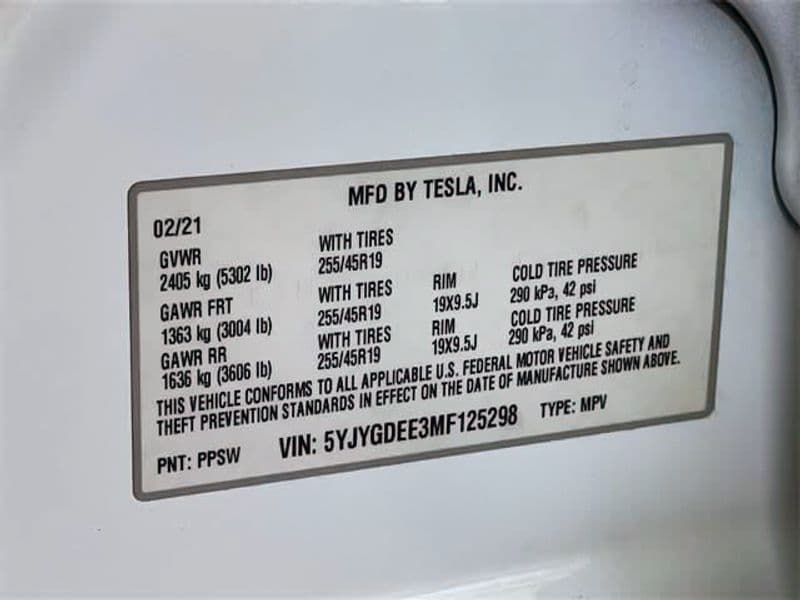 MFD BY TESLA, INC.
02/21
GVWR WITH TIRES
2405 kg (5302 lb) 255/45R19
GAWR FRT WITH TIRES RIM COLD TIRE PRESSURE
1363 kg (3004 lb) 255/45R19 19X9.5J 290 kPa, 42 psi
GAWR RR WITH TIRES RIM COLD TIRE PRESSURE
1636 kg (3606 lb) 255/45R19 19X9.5J 290 kPa, 42 psi
THIS VEHICLE CONFORMS TO ALL APPLICABLE U.S. FEDERAL MOTOR VEHICLE SAFETY AND
THEFT PREVENTION STANDARDS IN EFFECT ON THE DATE OF MANUFACTURE SHOWN ABOVE.
PNT: PPSW VIN: 5YJYGDEE3MF125298 TYPE: MPV